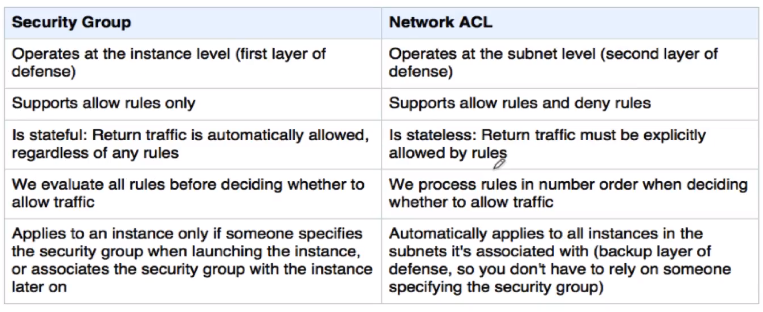 Security Group
Network ACL
Operates at the instance level (first layer of
defense)
Operates at the subnet level (second layer of
defense)
Supports allow rules only
Supports allow rules and deny rules
Is stateful: Return traffic is automatically allowed,
regardless of any rules
Is stateless: Return traffic must be explicitly
allowed by rules
We evaluate all rules before deciding whether to
allow traffic
We process rules in number order when deciding
whether to allow traffic
Applies to an instance only if someone specifies
the security group when launching the instance,
or associates the security group with the instance
later on
Automatically applies to all instances in the
subnets it's associated with (backup layer of
defense, so you don't have to rely on someone
specifying the security group)